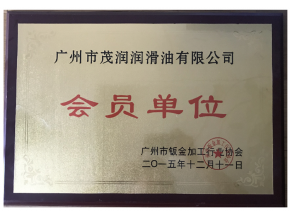 广州市茂润润滑油有限公司
会员单位
广州市钣金加工行业协会
二〇一五年十二月十一日